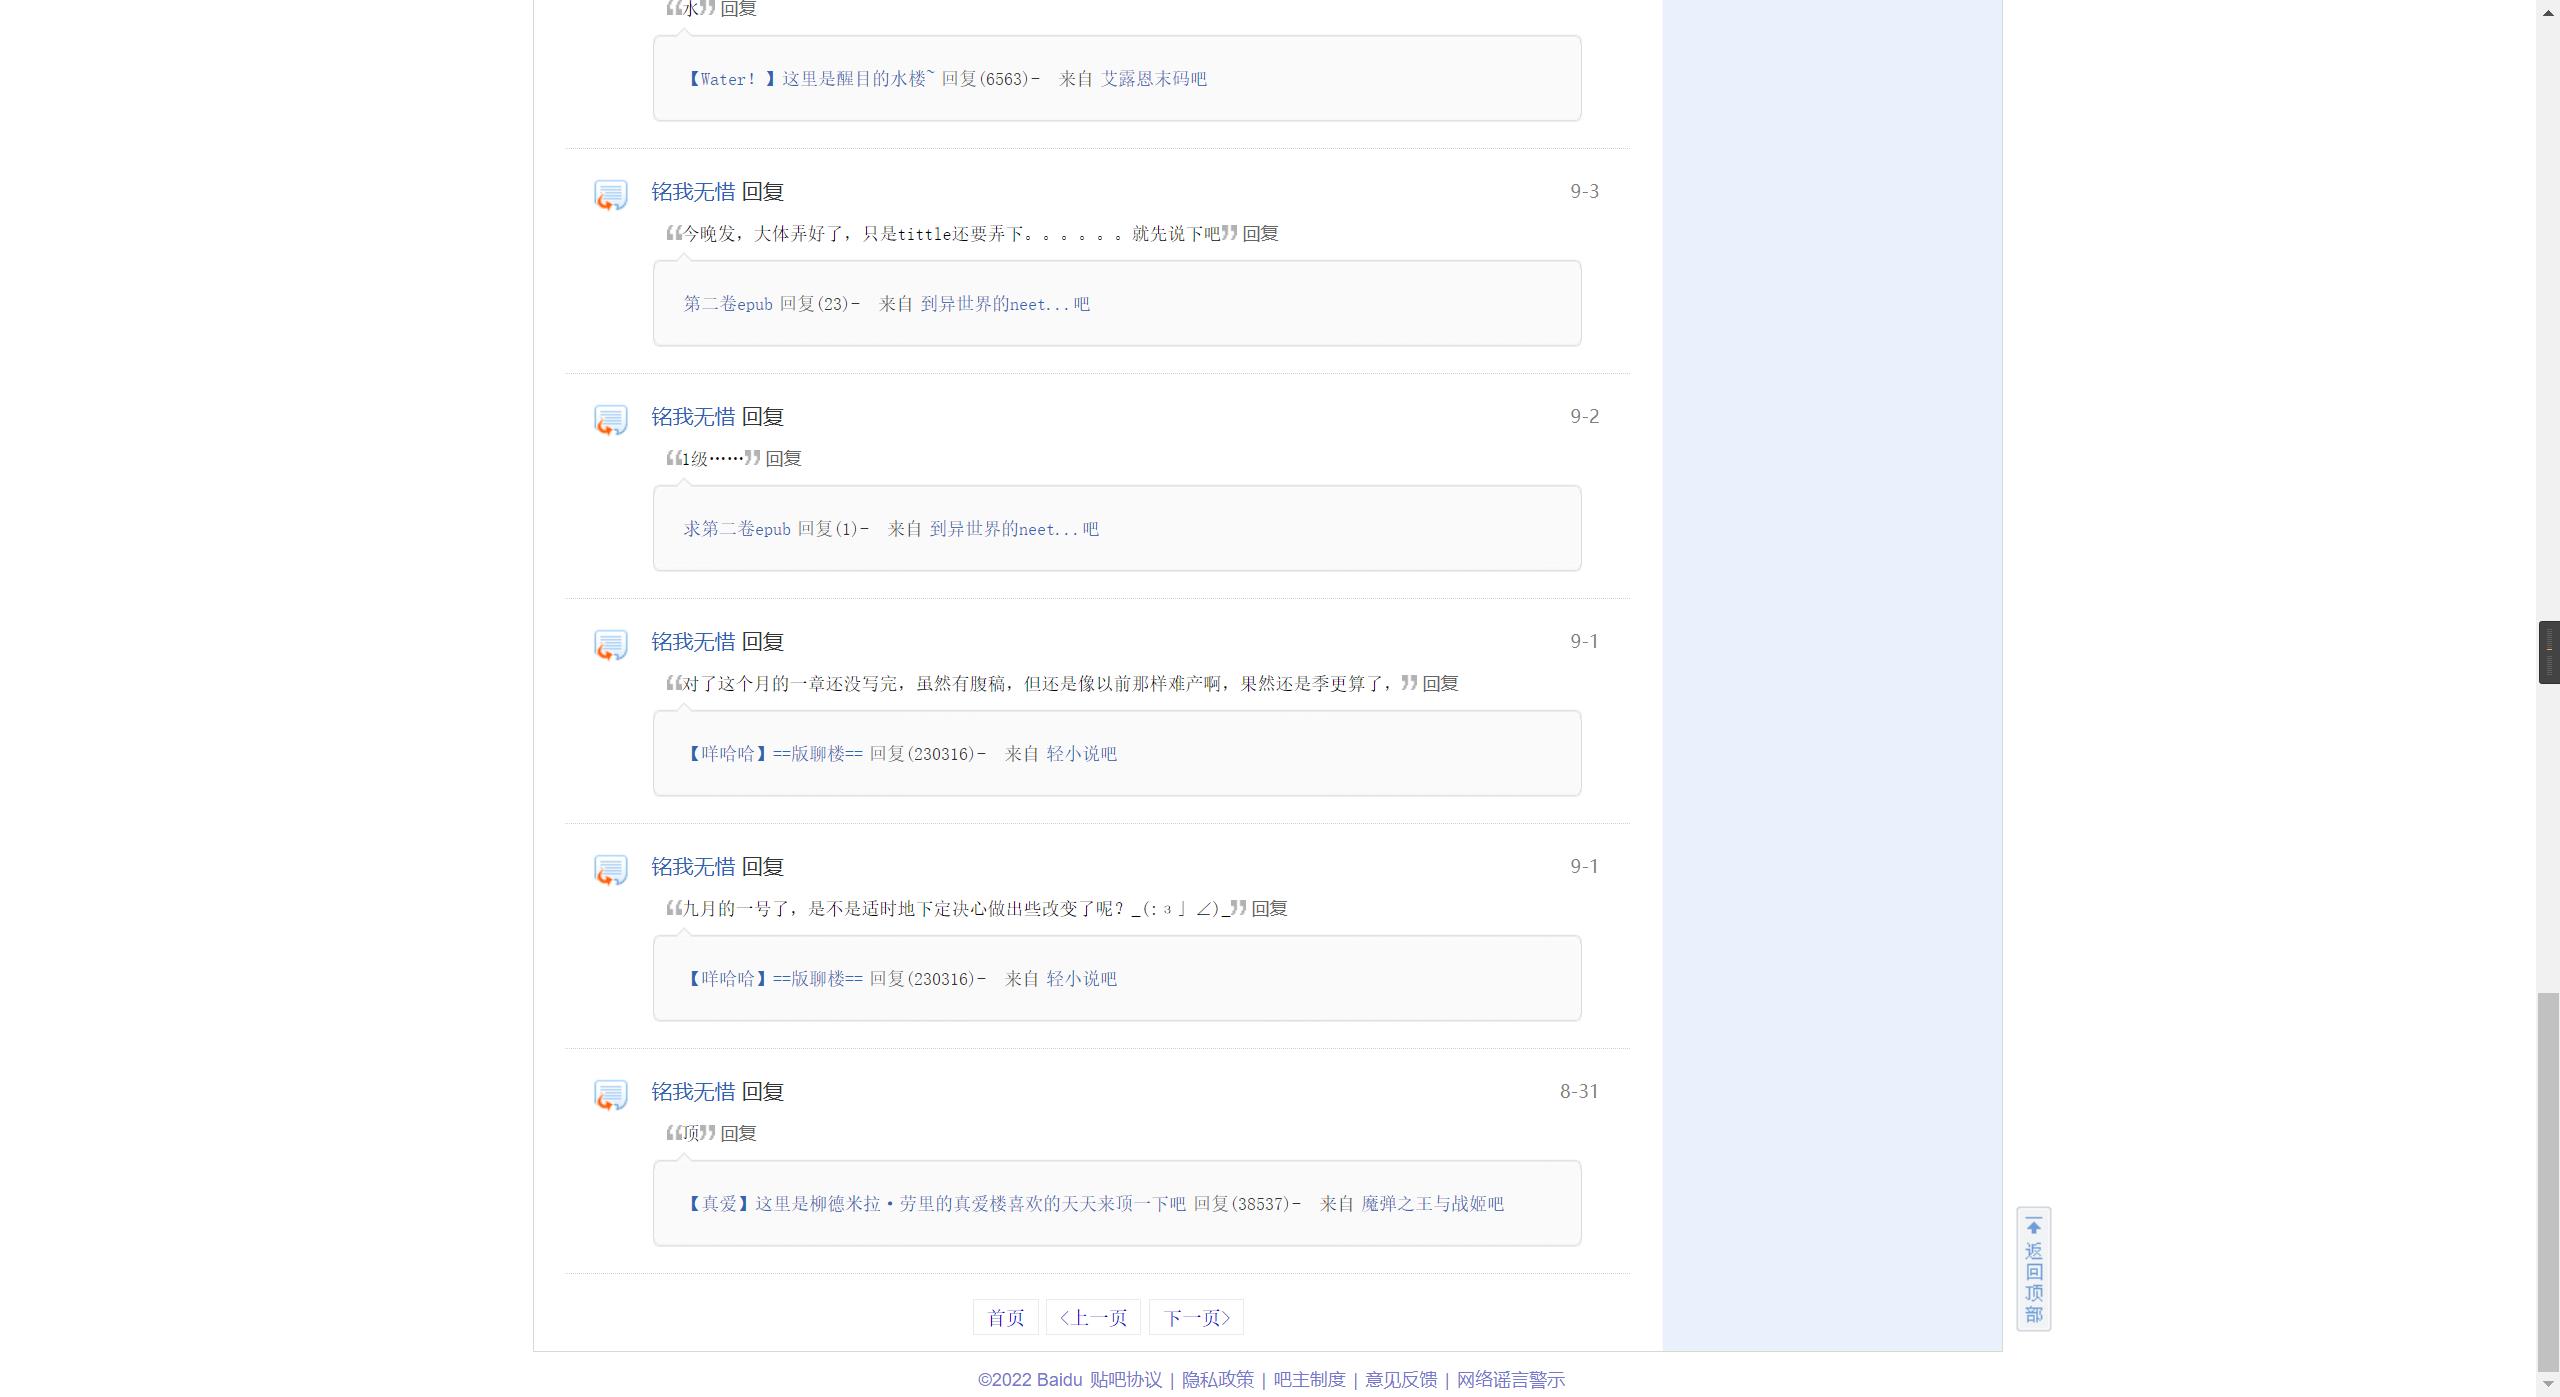 “水” 回复
【Water！】这里是醒目的水楼~ 回复(6563)- 来自 艾露恩末码吧
铭我无惜 回复 9-3
“今晚发，大体弄好了，只是tittle还要弄下。。。。。。就先说下吧” 回复
第二卷epub 回复(23)- 来自 到异世界的neet...吧
铭我无惜 回复 9-2
“1级……” 回复
求第二卷epub 回复(1)- 来自 到异世界的neet...吧
铭我无惜 回复 9-1
“对了这个月的一章还没写完，虽然有腹稿，但还是像以前那样难产啊，果然还是季更算了，” 回复
【咩哈哈】==版聊楼== 回复(230316)- 来自 轻小说吧
铭我无惜 回复 9-1
“九月的一号了，是不是适时地下定决心做出些改变了呢？_(:з」∠)_” 回复
【咩哈哈】==版聊楼== 回复(230316)- 来自 轻小说吧
铭我无惜 回复 8-31
“顶” 回复
【真爱】这里是柳德米拉·劳里的真爱楼喜欢的天天来顶一下吧 回复(38537)- 来自 魔弹之王与战姬吧
返回顶部
首页 <上一页 下一页>
©2022 Baidu 贴吧协议 | 隐私政策 | 吧主制度 | 意见反馈 | 网络谣言警示